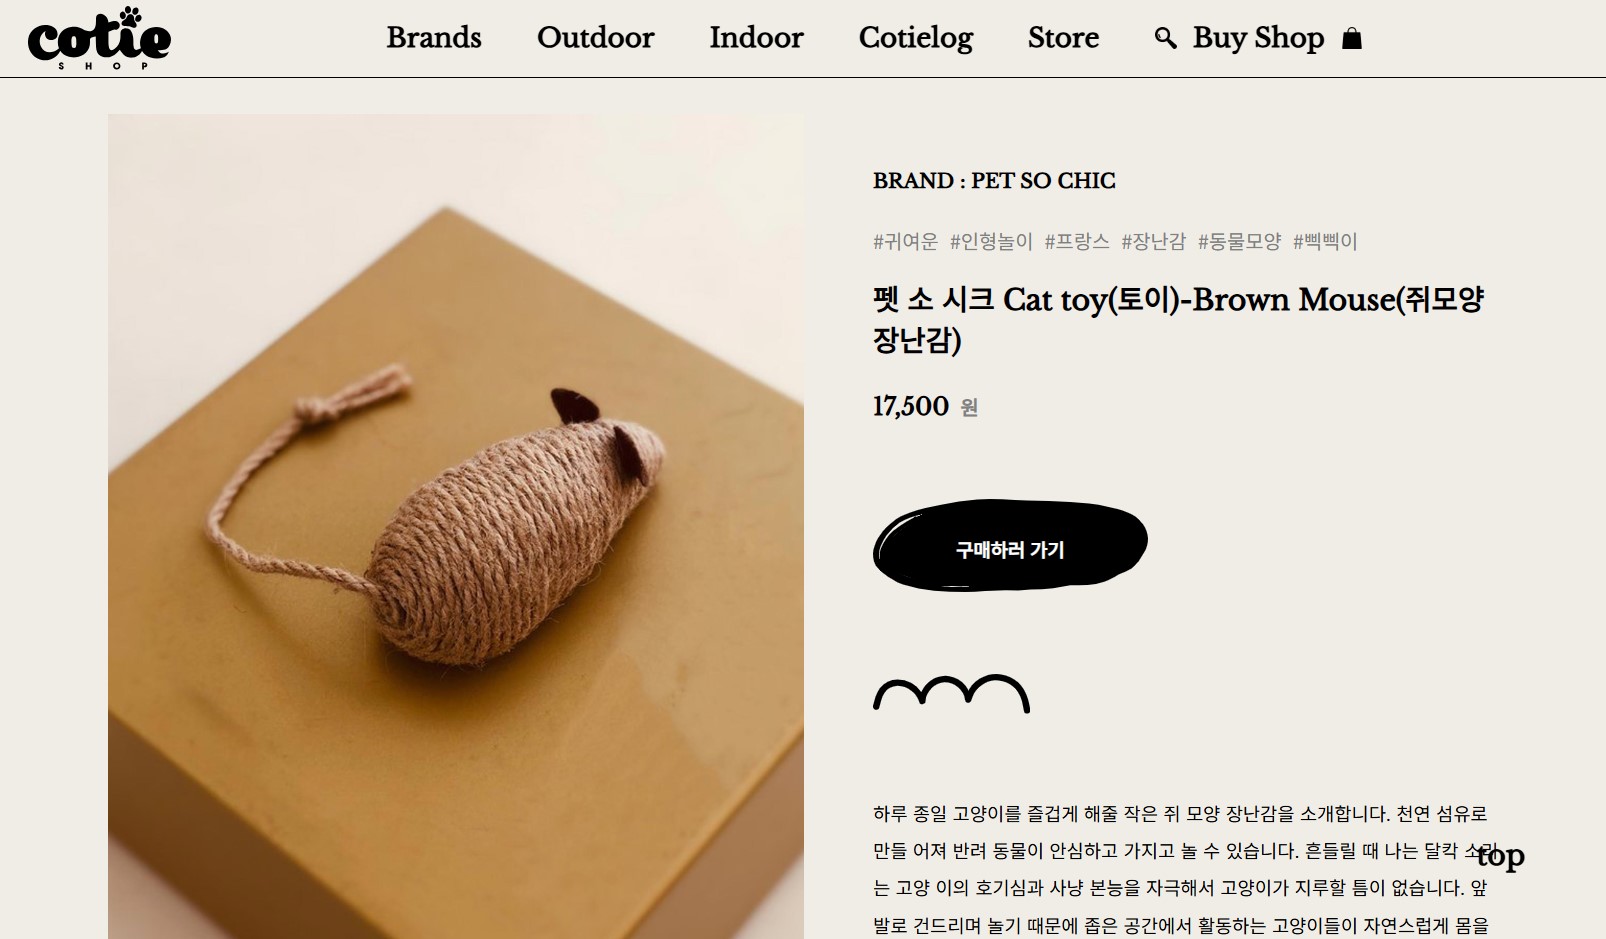 cotie
SHOP
Brands Outdoor Indoor Cotielog Store Buy Shop
BRAND : PET SO CHIC
#귀여운 #인형놀이 #프랑스 #장난감 #동물모양 #삑삑이
펫 소 시크 Cat toy(토이)-Brown Mouse(쥐모양
장난감)
17,500 원
구매하러 가기
하루 종일 고양이를 즐겁게 해줄 작은 쥐 모양 장난감을 소개합니다. 천연 섬유로
만들 어져 반려 동물이 안심하고 가지고 놀 수 있습니다. 흔들릴 때 나는 달칵 소리
top
는 고양 이의 호기심과 사냥 본능을 자극해서 고양이가 지루할 틈이 없습니다. 앞
발로 건드리며 놀기 때문에 좁은 공간에서 활동하는 고양이들이 자연스럽게 몸을